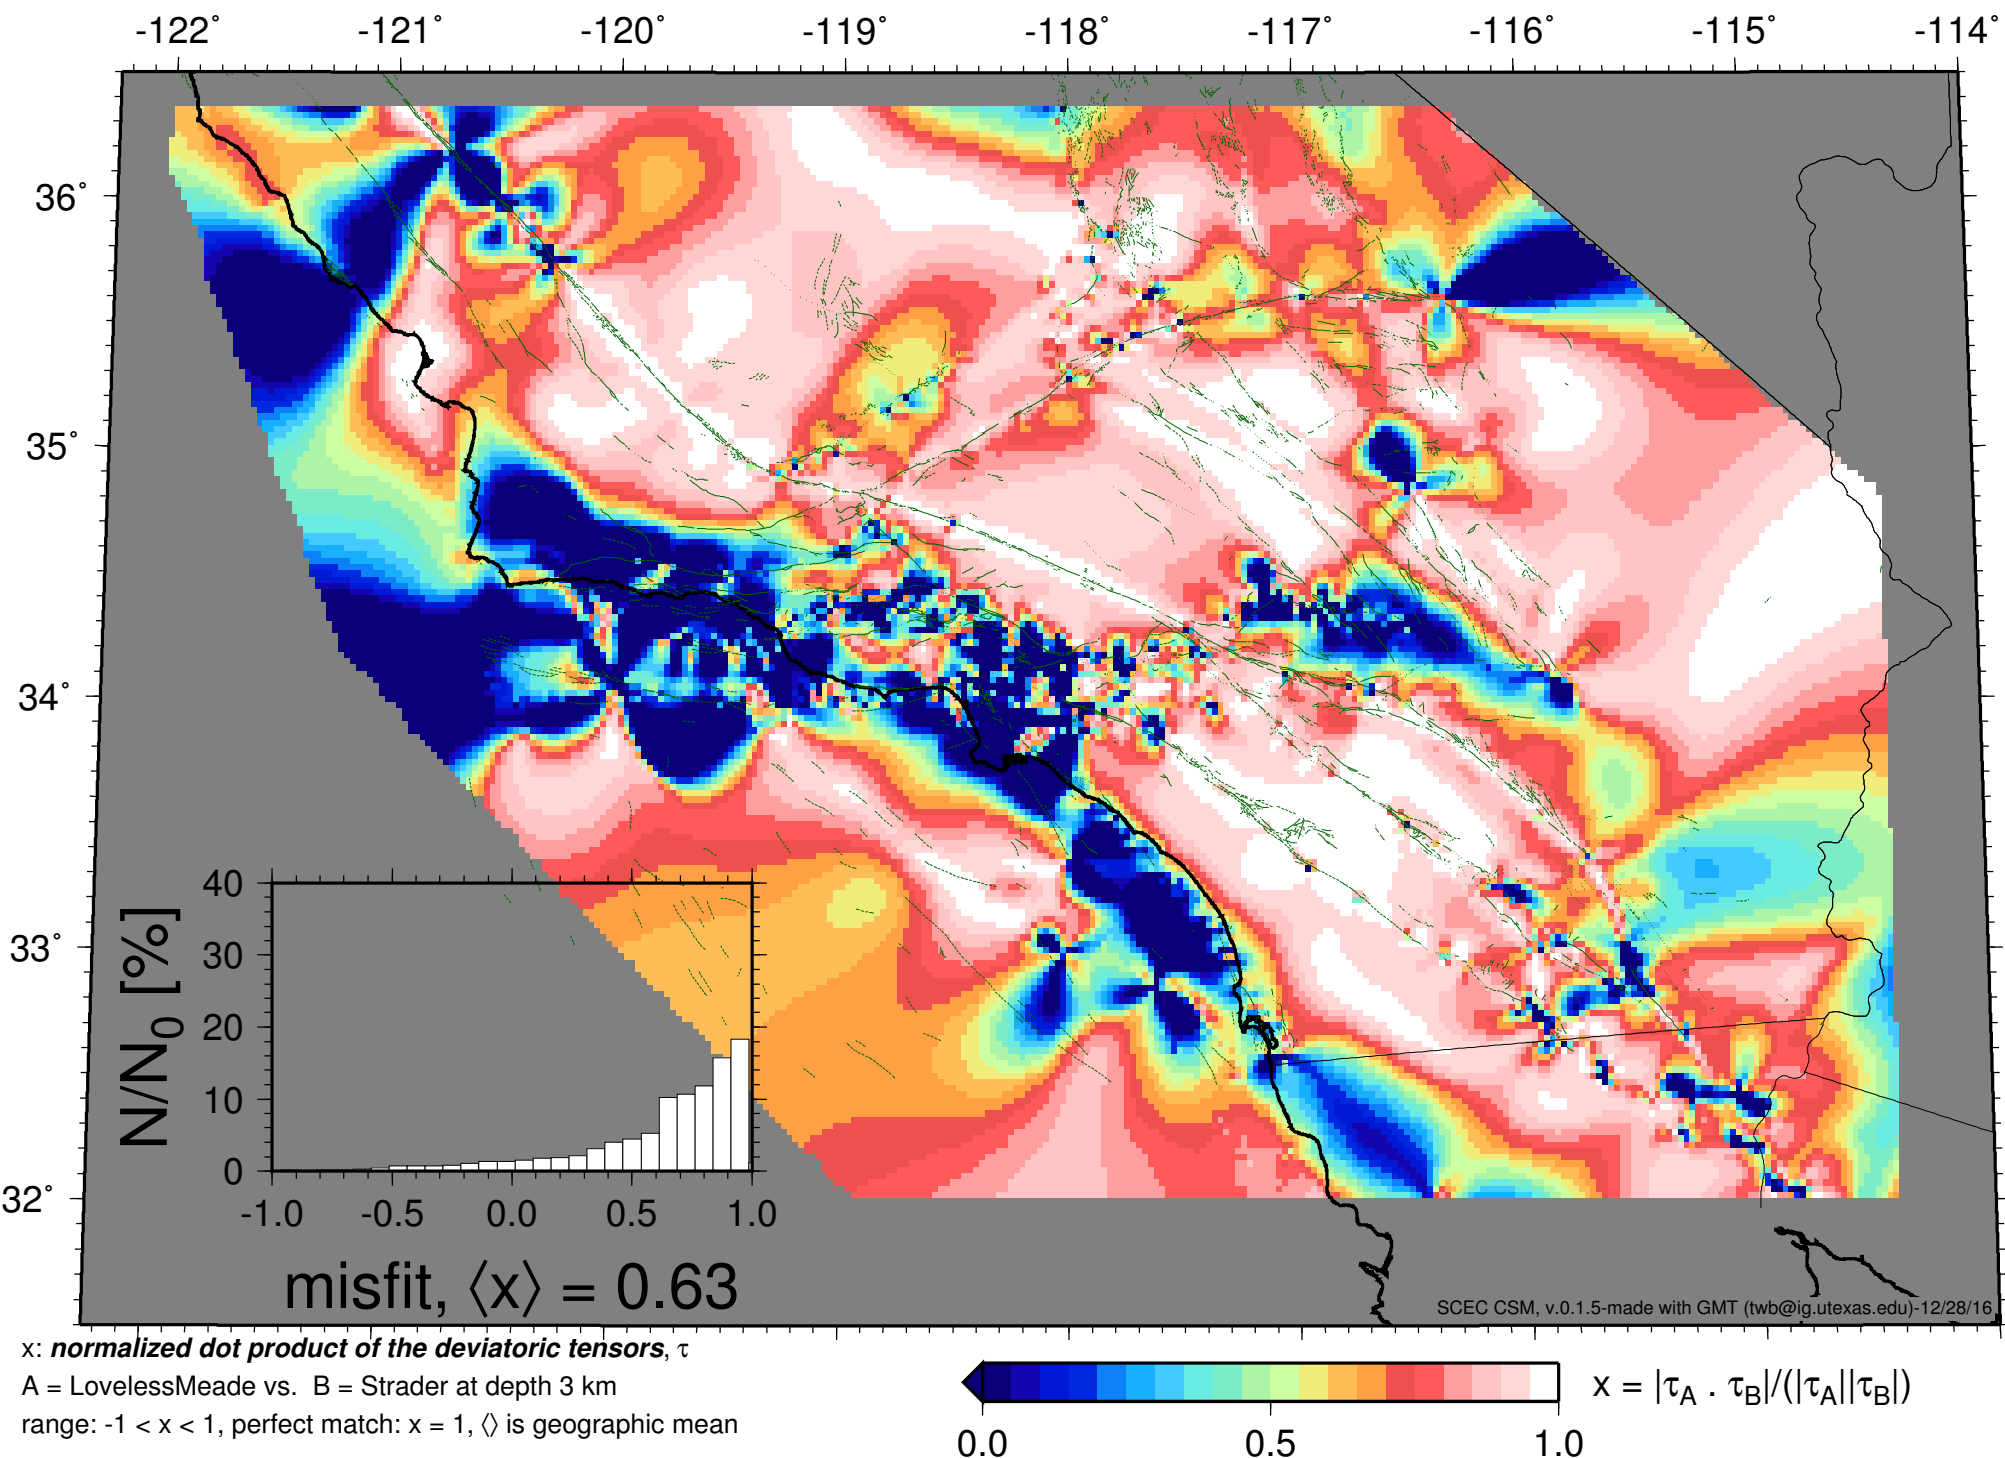 -122˚ -121˚ -120˚ -119˚ -118˚ -117˚ -116˚ -115˚ -114˚
36˚
35˚
34˚
33˚
32˚
40
30
20
10
0
N/N0 [%]
-1.0 -0.5 0.0 0.5 1.0
misfit, ⟨x⟩ = 0.63
SCEC CSM, v.0.1.5-made with GMT (twb@ig.utexas.edu)-12/28/16
x: normalized dot product of the deviatoric tensors, τ
A = LovelessMeade vs. B = Strader at depth 3 km
range: -1 < x < 1, perfect match: x = 1, ⟨⟩ is geographic mean
x = |τA . τB|/(|τA||τB|)
0.0 0.5 1.0